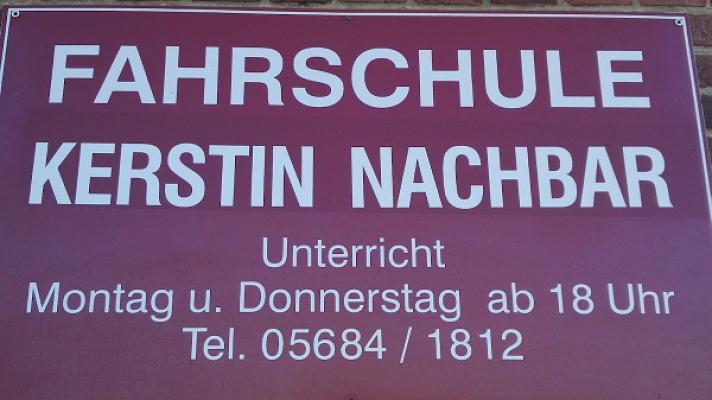 FAHRSCHULE
KERSTIN NACHBAR
Unterricht
Montag u. Donnerstag ab 18 Uhr
Tel. 05684 / 1812